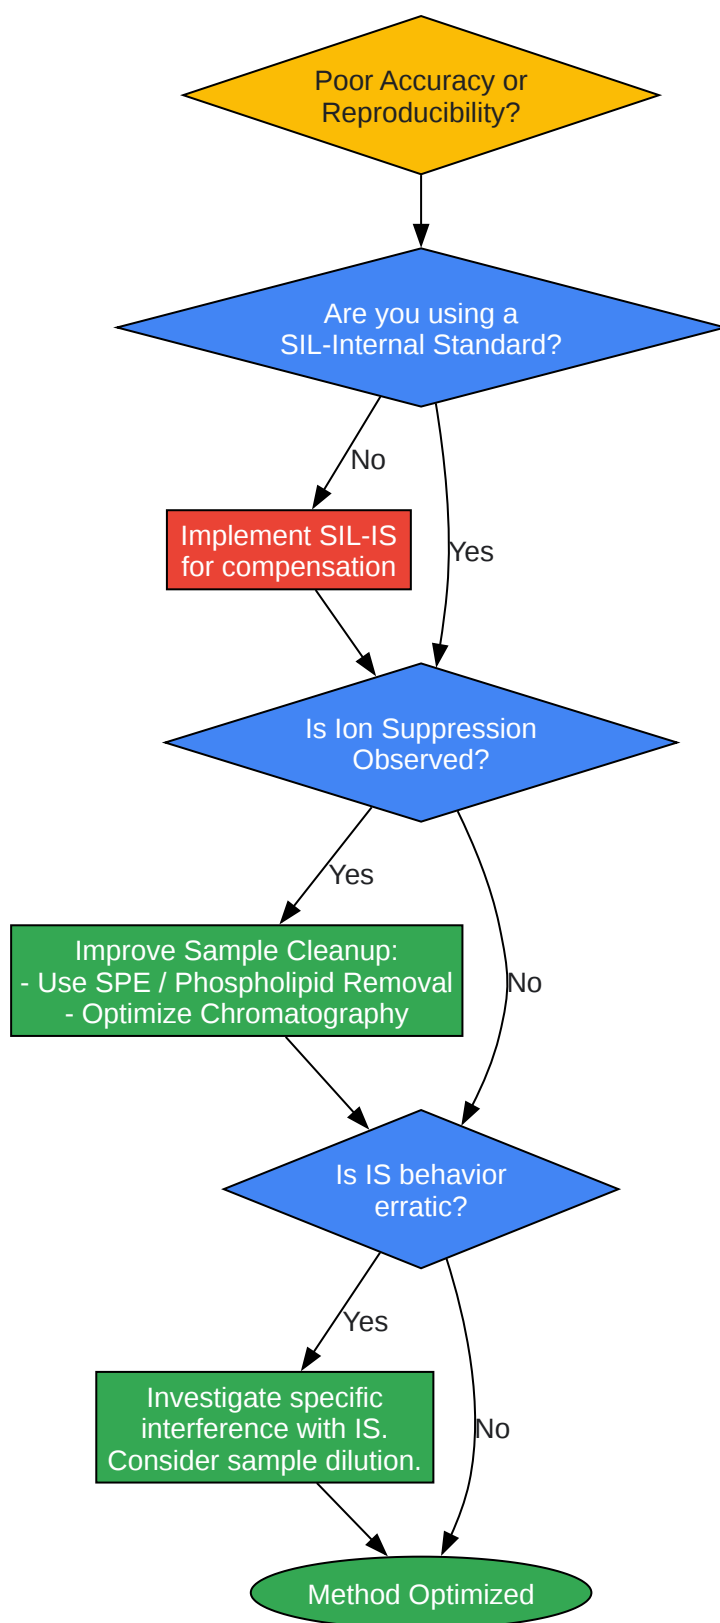 Poor Accuracy or
Reproducibility?
Are you using a
SIL-Internal Standard?
No
Implement SIL-IS
for compensation
Yes
Is Ion Suppression
Observed?
Yes
Improve Sample Cleanup:
- Use SPE / Phospholipid Removal
- Optimize Chromatography
No
Is IS behavior
erratic?
Yes
Investigate specific
interference with IS.
Consider sample dilution.
No
Method Optimized